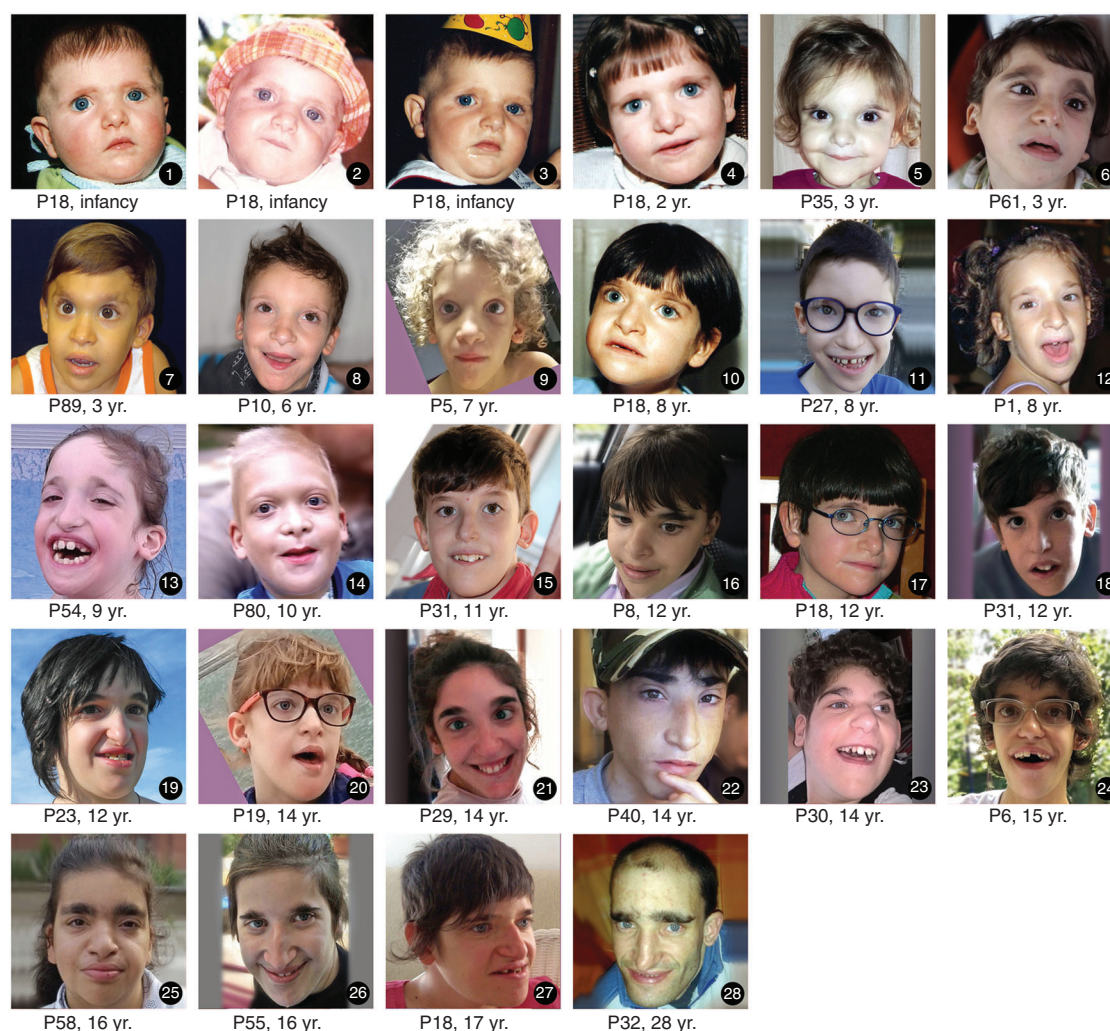 1 2 3 4 5 6
P18, infancy P18, infancy P18, infancy P18, 2 yr. P35, 3 yr. P61, 3 yr.
7 8 9 10 11 12
P89, 3 yr. P10, 6 yr. P5, 7 yr. P18, 8 yr. P27, 8 yr. P1, 8 yr.
13 14 15 16 17 18
P54, 9 yr. P80, 10 yr. P31, 11 yr. P8, 12 yr. P18, 12 yr. P31, 12 yr.
19 20 21 22 23 24
P23, 12 yr. P19, 14 yr. P29, 14 yr. P40, 14 yr. P30, 14 yr. P6, 15 yr.
25 26 27 28
P58, 16 yr. P55, 16 yr. P18, 17 yr. P32, 28 yr.